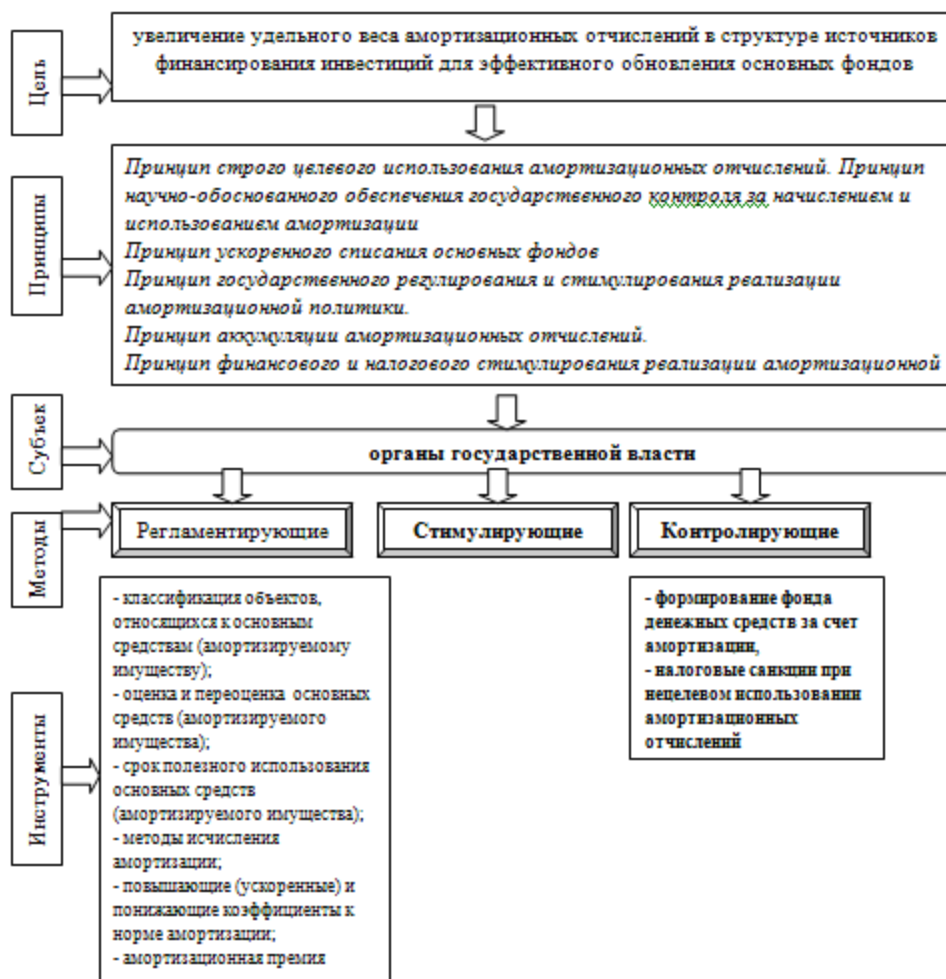 Цель
увеличение удельного веса амортизационных отчислений в структуре источников
финансирования инвестиций для эффективного обновления основных фондов
Принципы
Принцип строго целевого использования амортизационных отчислений. Принцип
научно-обоснованного обеспечения государственного контроля за начислением и
использованием амортизации
Принцип ускоренного списания основных фондов
Принцип государственного регулирования и стимулирования реализации
амортизационной политики.
Принцип аккумуляции амортизационных отчислений.
Принцип финансового и налогового стимулирования реализации амортизационной
Субъек
органы государственной власти
Методы
Регламентирующие
Стимулирующие
Контролирующие
Инструменты
- классификация объектов,
относящихся к основным
средствам (амортизируемому
имуществу);
- оценка и переоценка основных
средств (амортизируемого
имущества);
- срок полезного использования
основных средств
(амортизируемого имущества);
- методы исчисления
амортизации;
- повышающие (ускоренные) и
понижающие коэффициенты к
норме амортизации;
- амортизационная премия
- формирование фонда
денежных средств за счет
амортизации,
- налоговые санкции при
нецелевом использовании
амортизационных
отчислений